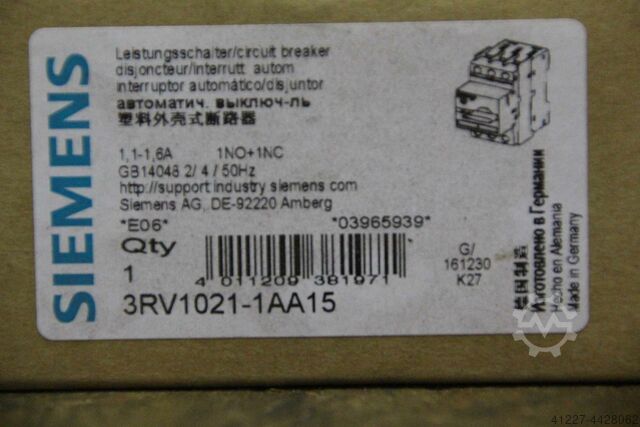 SIEMENS
Leistungsschalter/circuit breaker
disjoncteur/interrutt autom
interruptor automático/disjuntor
автоматич. выключ-ль
塑料外壳式断路器
1,1-1,6A 1NO+1NC
GB14048 2/ 4 / 50Hz
http://support industry siemens com
Siemens AG, DE-92220 Amberg
*E06* *03965939*
Qty
1
4 011209 381971
G/
161230
K27
3RV1021-1AA15
德国制造
Изготовлено в Германии
Hecho en Alemania
Made in Germany
41227-4428062